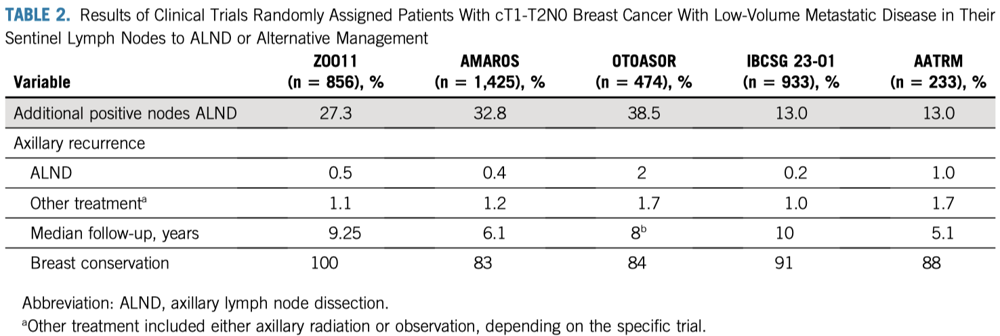 TABLE 2. Results of Clinical Trials Randomly Assigned Patients With cT1-T2N0 Breast Cancer With Low-Volume Metastatic Disease in Their
Sentinel Lymph Nodes to ALND or Alternative Management
Z0011 AMAROS OTOASOR IBCSG 23-01 AATRM
Variable (n = 856), % (n = 1,425), % (n = 474), % (n = 933), % (n = 233), %
Additional positive nodes ALND 27.3 32.8 38.5 13.0 13.0
Axillary recurrence
ALND 0.5 0.4 2 0.2 1.0
Other treatmentᵃ 1.1 1.2 1.7 1.0 1.7
Median follow-up, years 9.25 6.1 8ᵇ 10 5.1
Breast conservation 100 83 84 91 88
Abbreviation: ALND, axillary lymph node dissection.
ᵃOther treatment included either axillary radiation or observation, depending on the specific trial.